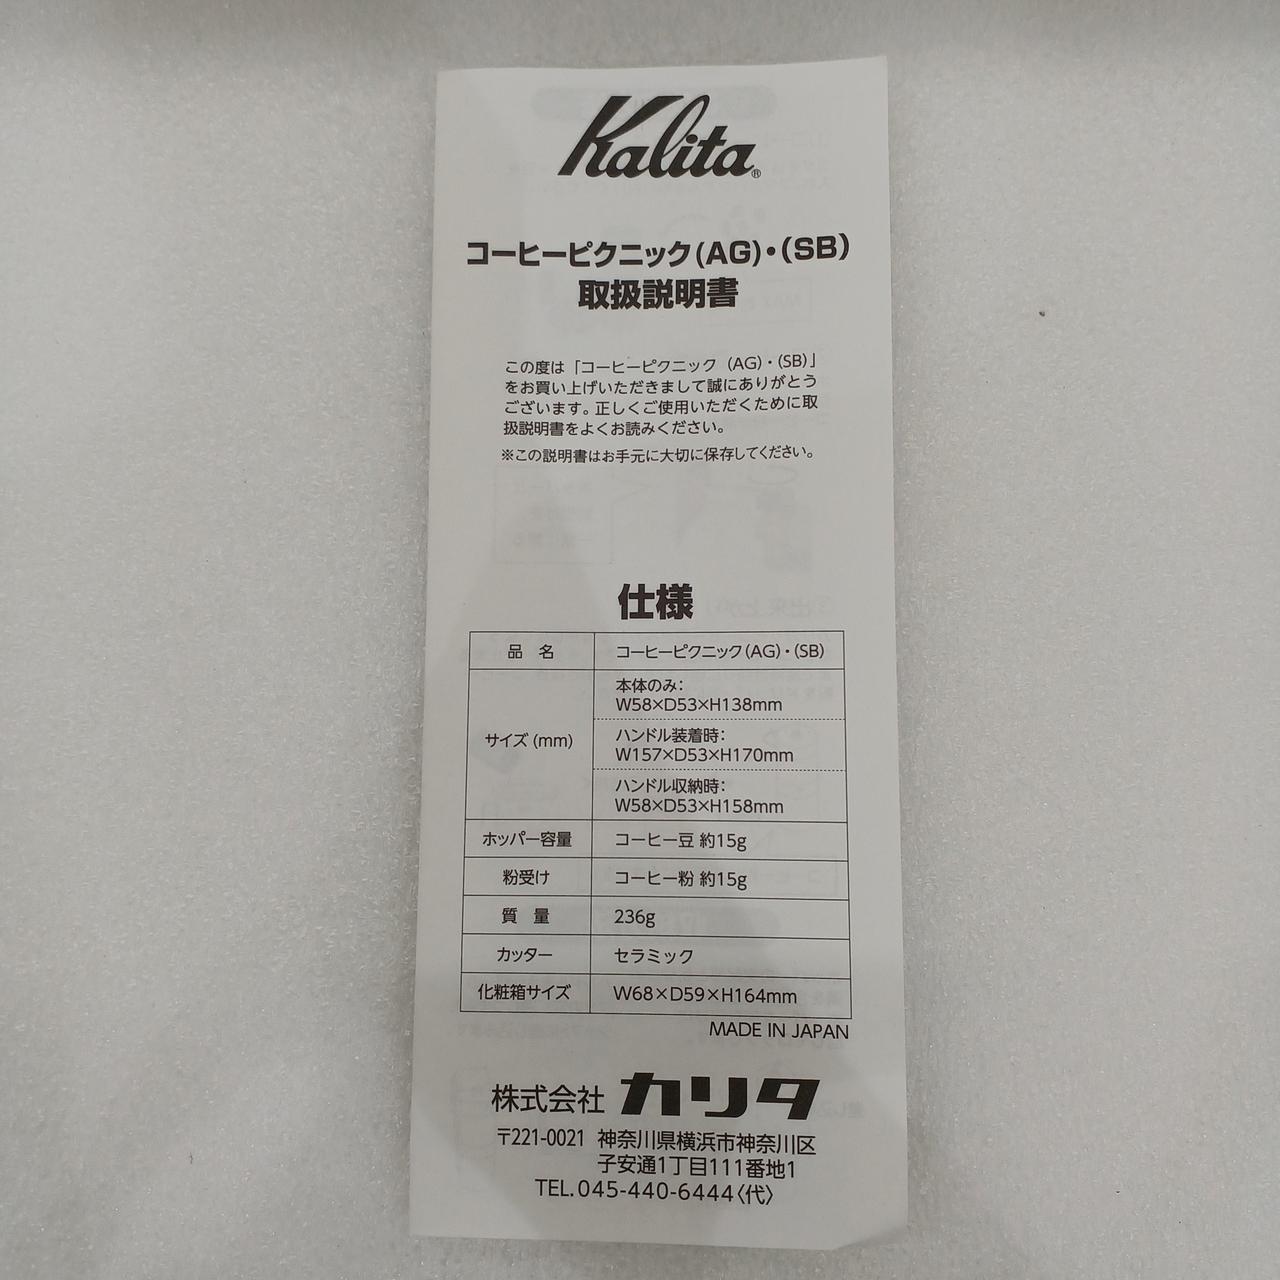 Kalita®
コーヒーピクニック(AG)・(SB)
取扱説明書
この度は「コーヒーピクニック (AG)・(SB)」
をお買い上げいただきまして誠にありがとう
ございます。正しくご使用いただくために取
扱説明書をよくお読みください。
※この説明書はお手元に大切に保存してください。
仕様
品 名 コーヒーピクニック(AG)・(SB)
サイズ(mm) 本体のみ:
W58×D53×H138mm
ハンドル装着時:
W157×D53×H170mm
ハンドル収納時:
W58×D53×H158mm
ホッパー容量 コーヒー豆 約15g
粉受け コーヒー粉 約15g
質 量 236g
カッター セラミック
化粧箱サイズ W68×D59×H164mm
MADE IN JAPAN
株式会社 カリタ
〒221-0021 神奈川県横浜市神奈川区
子安通1丁目111番地1
TEL.045-440-6444〈代〉